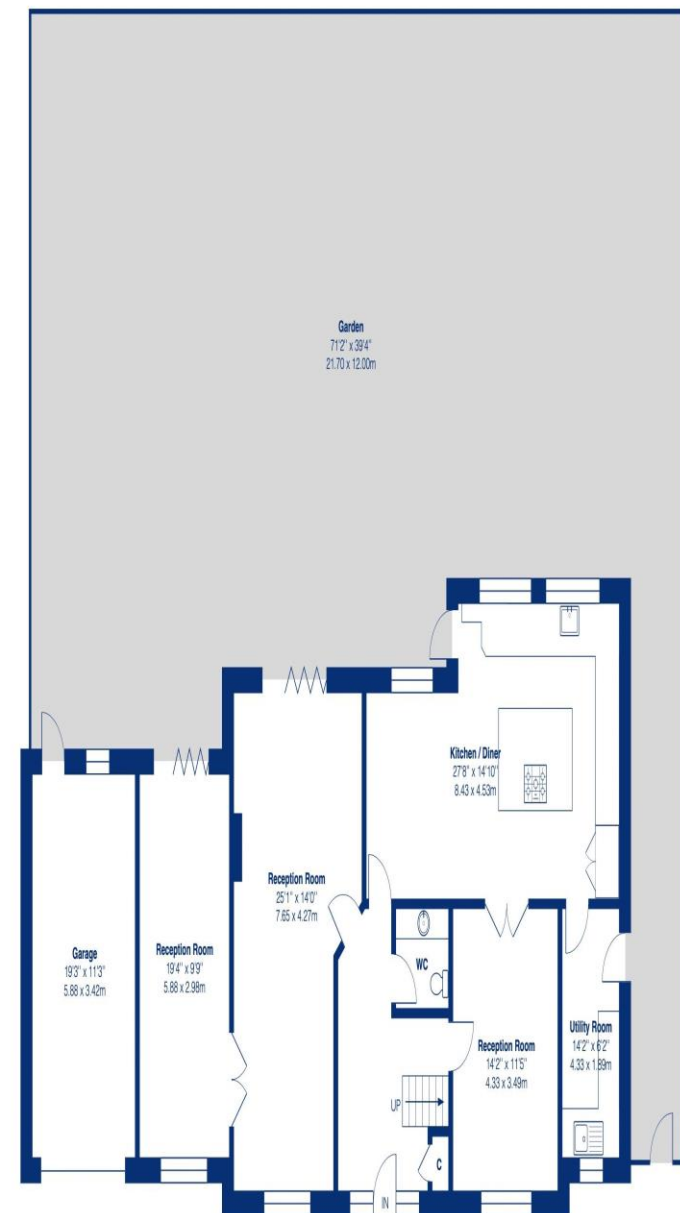 Garden
71'2" x 39'4"
21.70 x 12.00m
Kitchen / Diner
27'8" x 14'10"
8.43 x 4.53m
Reception Room
25'1" x 14'0"
7.65 x 4.27m
Garage
19'3" x 11'3"
5.88 x 3.42m
Reception Room
19'4" x 9'9"
5.88 x 2.98m
WC
Reception Room
14'2" x 11'5"
4.33 x 3.49m
Utility Room
14'2" x 6'2"
4.33 x 1.89m
UP
C
IN